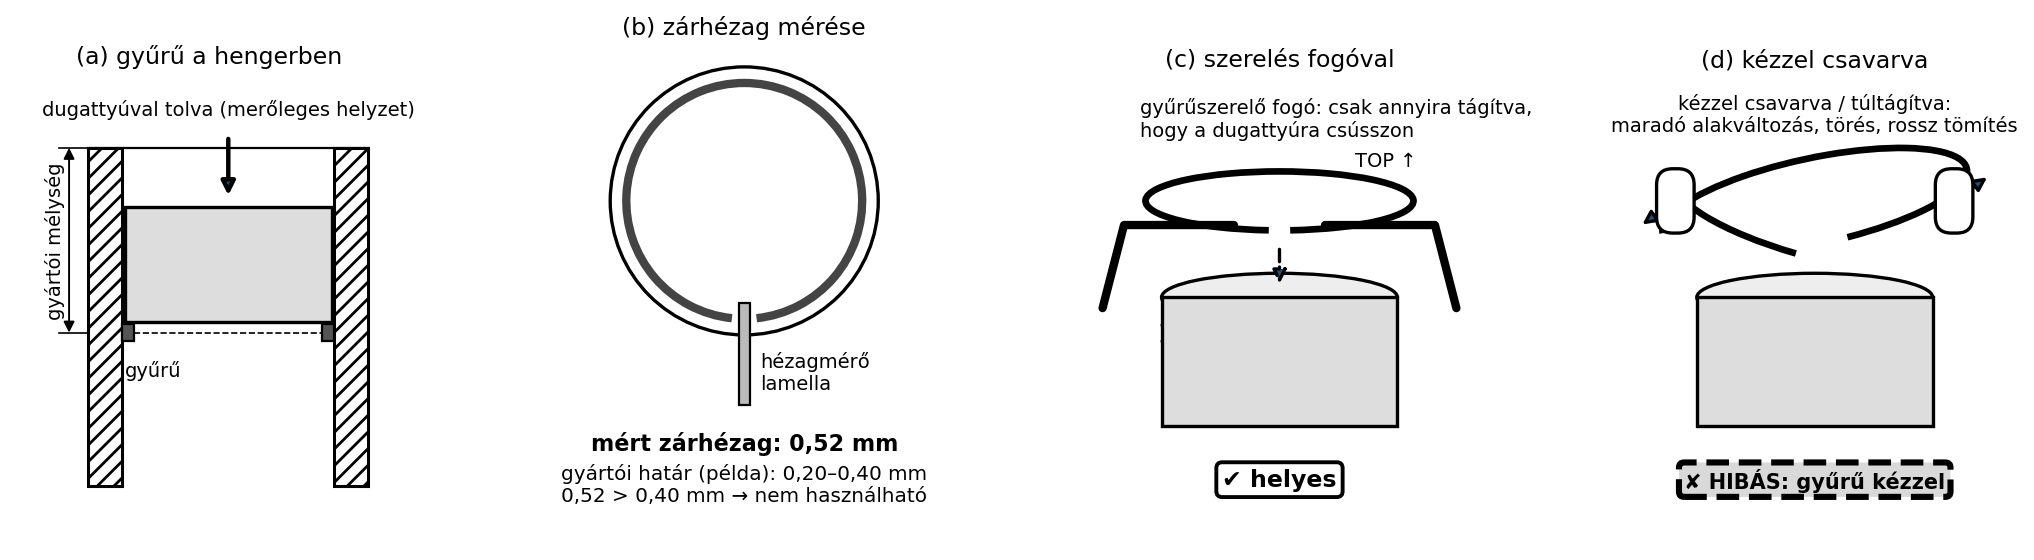 (a) gyűrű a hengerben
dugattyúval tolva (merőleges helyzet)
gyártói mélység
gyűrű
(b) zárhézag mérése
hézagmérő
lamella
mért zárhézag: 0,52 mm
gyártói határ (példa): 0,20–0,40 mm
0,52 > 0,40 mm → nem használható
(c) szerelés fogóval
gyűrűszerelő fogó: csak annyira tágítva,
hogy a dugattyúra csússzon
TOP ↑
✔ helyes
(d) kézzel csavarva
kézzel csavarva / túltágítva:
maradó alakváltozás, törés, rossz tömítés
✘ HIBÁS: gyűrű kézzel